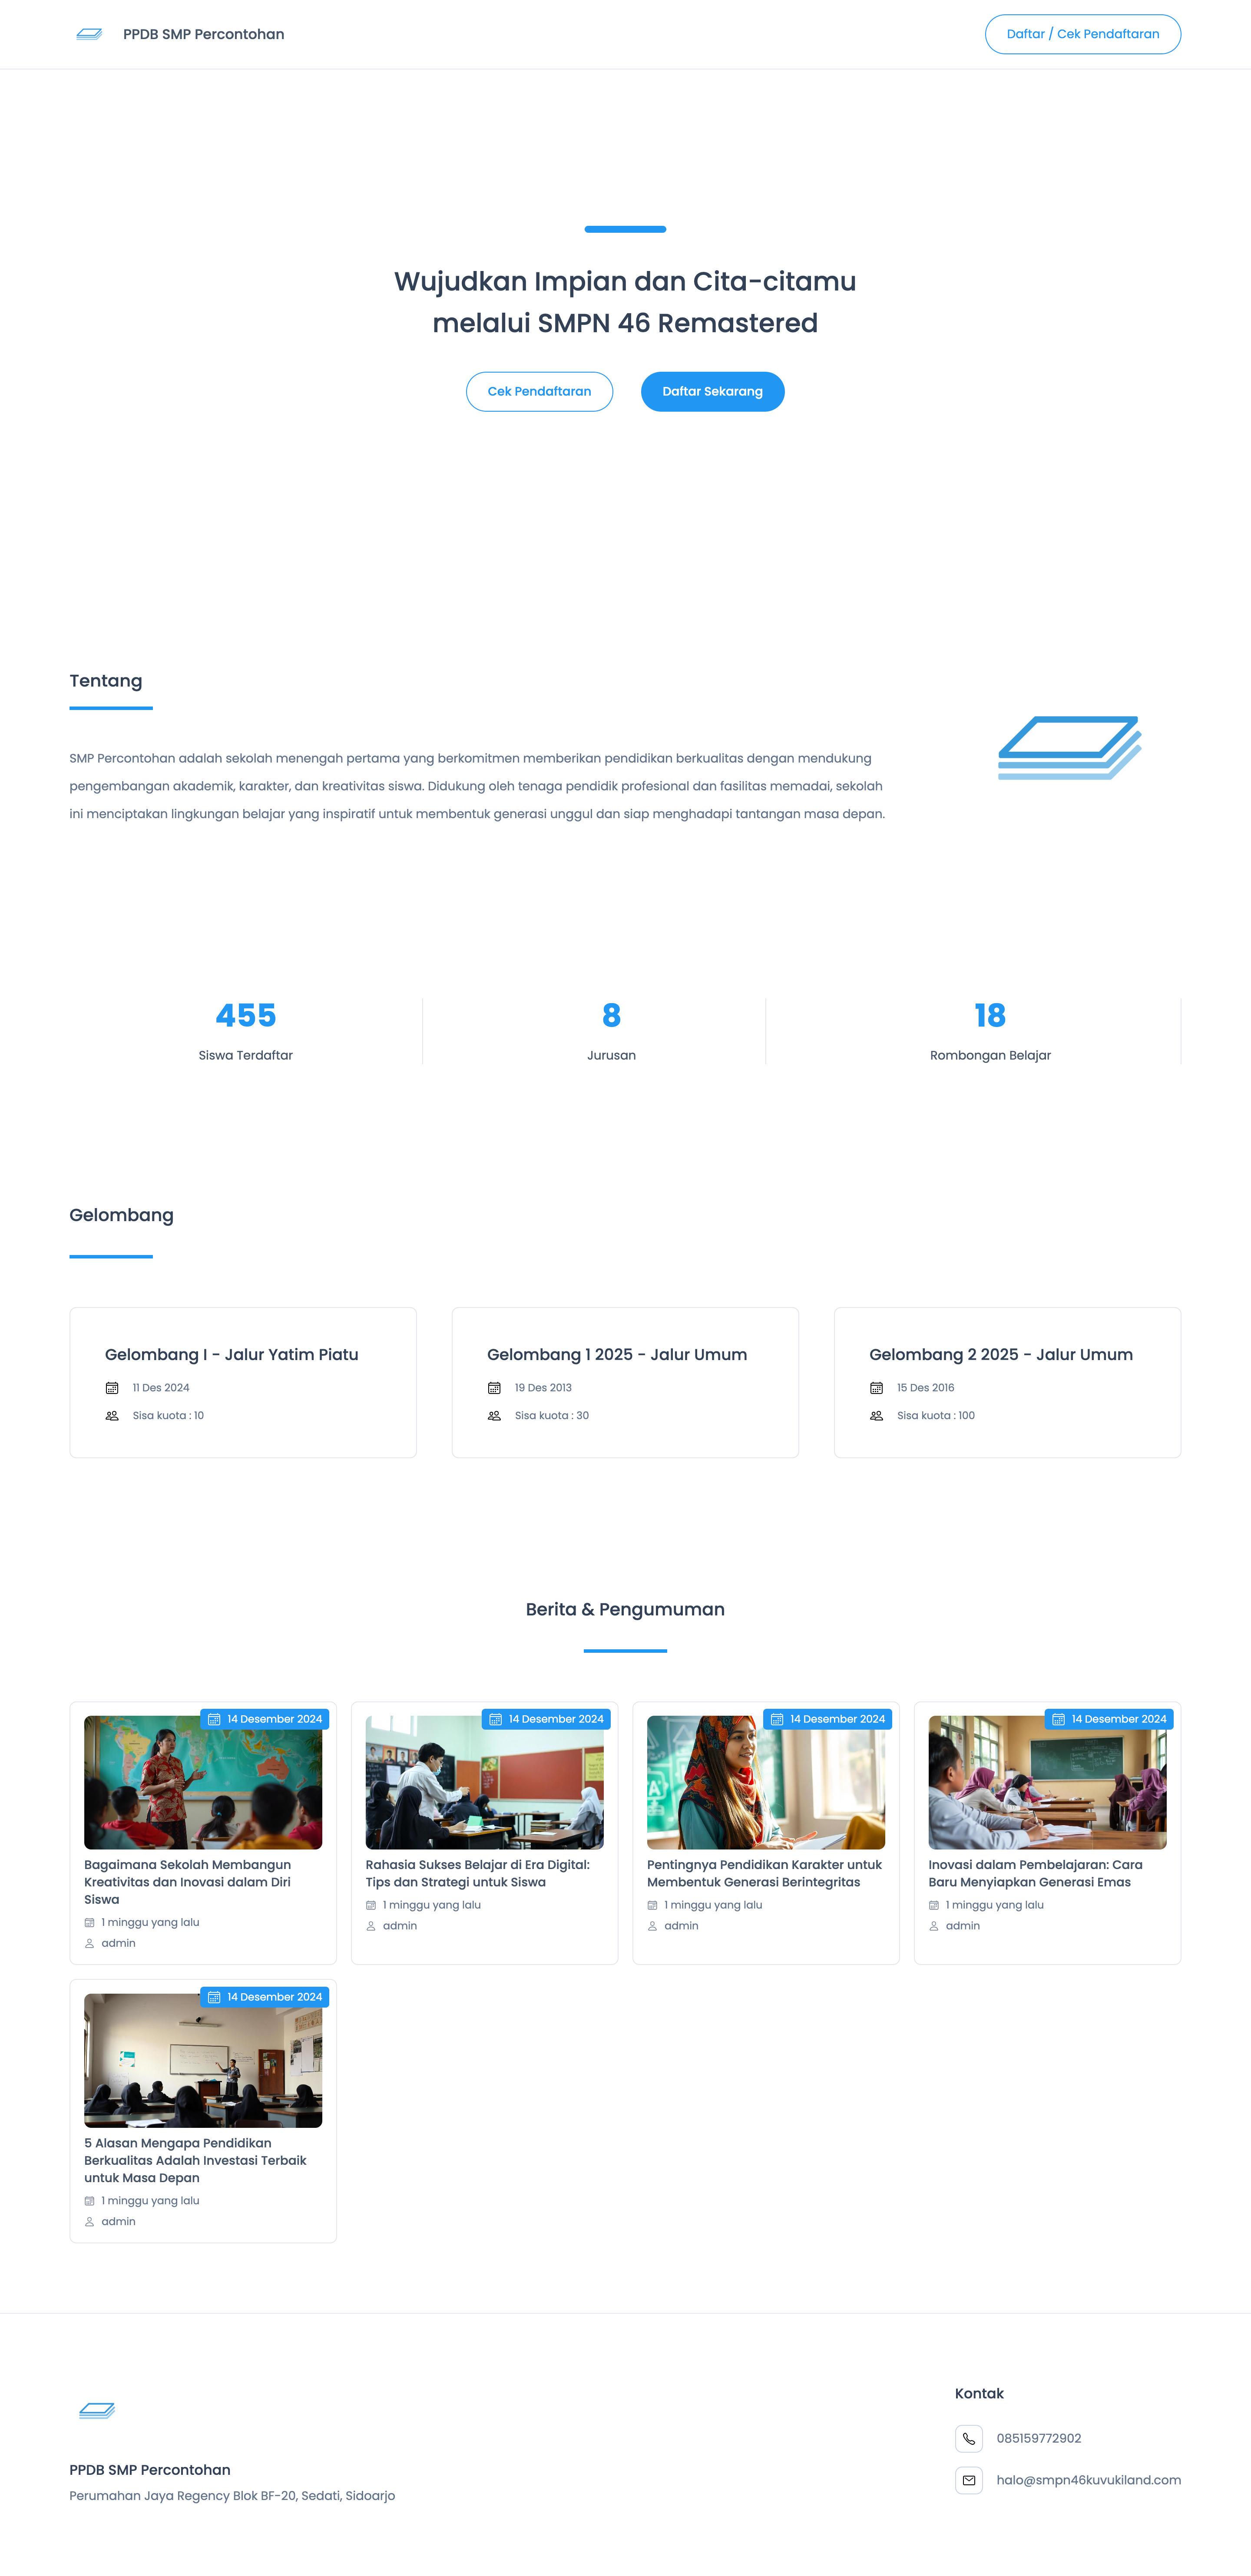 PPDB SMP Percontohan
Daftar / Cek Pendaftaran
Wujudkan Impian dan Cita-citamu
melalui SMPN 46 Remastered
Cek Pendaftaran
Daftar Sekarang
Tentang
SMP Percontohan adalah sekolah menengah pertama yang berkomitmen memberikan pendidikan berkualitas dengan mendukung
pengembangan akademik, karakter, dan kreativitas siswa. Didukung oleh tenaga pendidik profesional dan fasilitas memadai, sekolah
ini menciptakan lingkungan belajar yang inspiratif untuk membentuk generasi unggul dan siap menghadapi tantangan masa depan.
455
Siswa Terdaftar
8
Jurusan
18
Rombongan Belajar
Gelombang
Gelombang I - Jalur Yatim Piatu
11 Des 2024
Sisa kuota : 10
Gelombang 1 2025 - Jalur Umum
19 Des 2013
Sisa kuota : 30
Gelombang 2 2025 - Jalur Umum
15 Des 2016
Sisa kuota : 100
Berita & Pengumuman
14 Desember 2024
Bagaimana Sekolah Membangun
Kreativitas dan Inovasi dalam Diri
Siswa
1 minggu yang lalu
admin
14 Desember 2024
Rahasia Sukses Belajar di Era Digital:
Tips dan Strategi untuk Siswa
1 minggu yang lalu
admin
14 Desember 2024
Pentingnya Pendidikan Karakter untuk
Membentuk Generasi Berintegritas
1 minggu yang lalu
admin
14 Desember 2024
Inovasi dalam Pembelajaran: Cara
Baru Menyiapkan Generasi Emas
1 minggu yang lalu
admin
14 Desember 2024
5 Alasan Mengapa Pendidikan
Berkualitas Adalah Investasi Terbaik
untuk Masa Depan
1 minggu yang lalu
admin
PPDB SMP Percontohan
Perumahan Jaya Regency Blok BF-20, Sedati, Sidoarjo
Kontak
085159772902
halo@smpn46kuvukiland.com